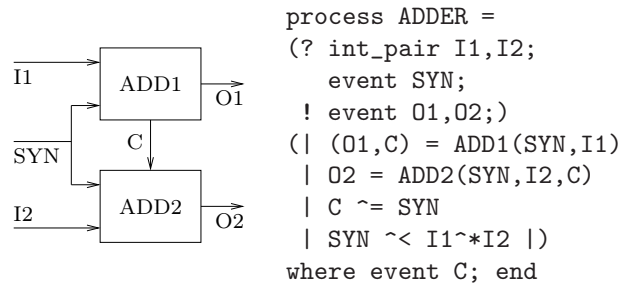 I1
SYN
I2
ADD1
C
ADD2
O1
O2
process ADDER =
(? int_pair I1,I2;
event SYN;
! event O1,O2;)
(| (O1,C) = ADD1(SYN,I1)
| O2 = ADD2(SYN,I2,C)
| C ^= SYN
| SYN ^< I1^*I2 |)
where event C; end